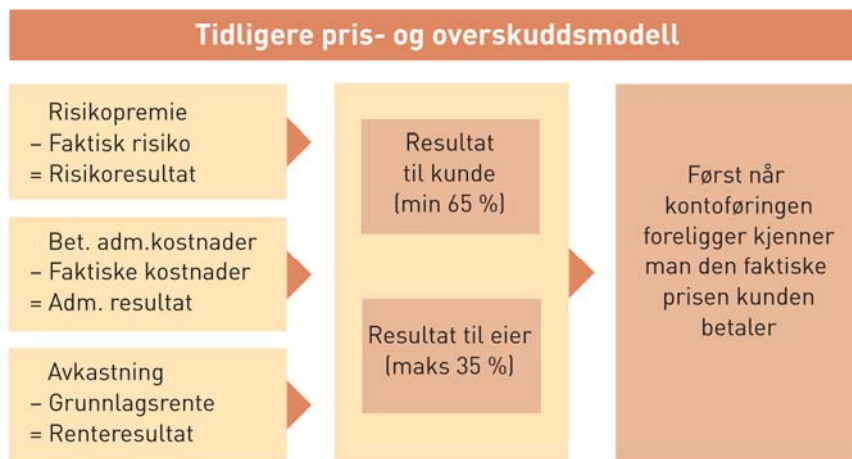 Tidligere pris- og overskuddsmodell
Risikopremie
– Faktisk risiko
= Risikoresultat
Bet. adm.kostnader
– Faktiske kostnader
= Adm. resultat
Avkastning
– Grunnlagsrente
= Renteresultat
Resultat
til kunde
(min 65 %)
Resultat til eier
(maks 35 %)
Først når
kontoføringen
foreligger kjenner
man den faktiske
prisen kunden
betaler